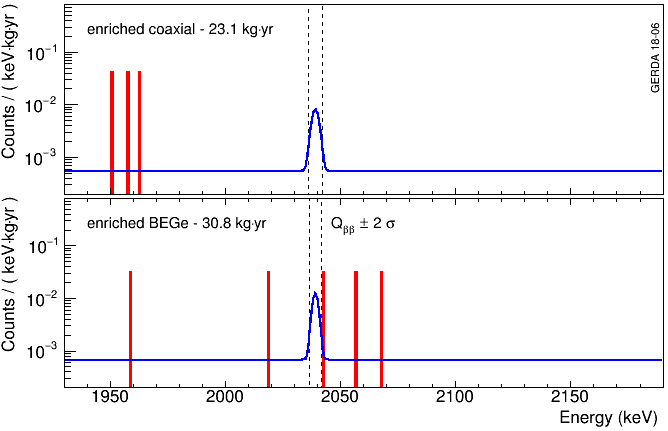 enriched coaxial - 23.1 kg·yr
GERDA 18-06
Counts / ( keV·kg·yr )
10⁻¹
10⁻²
10⁻³
enriched BEGe - 30.8 kg·yr
Qββ ± 2 σ
Counts / ( keV·kg·yr )
10⁻¹
10⁻²
10⁻³
1950 2000 2050 2100 2150
Energy (keV)